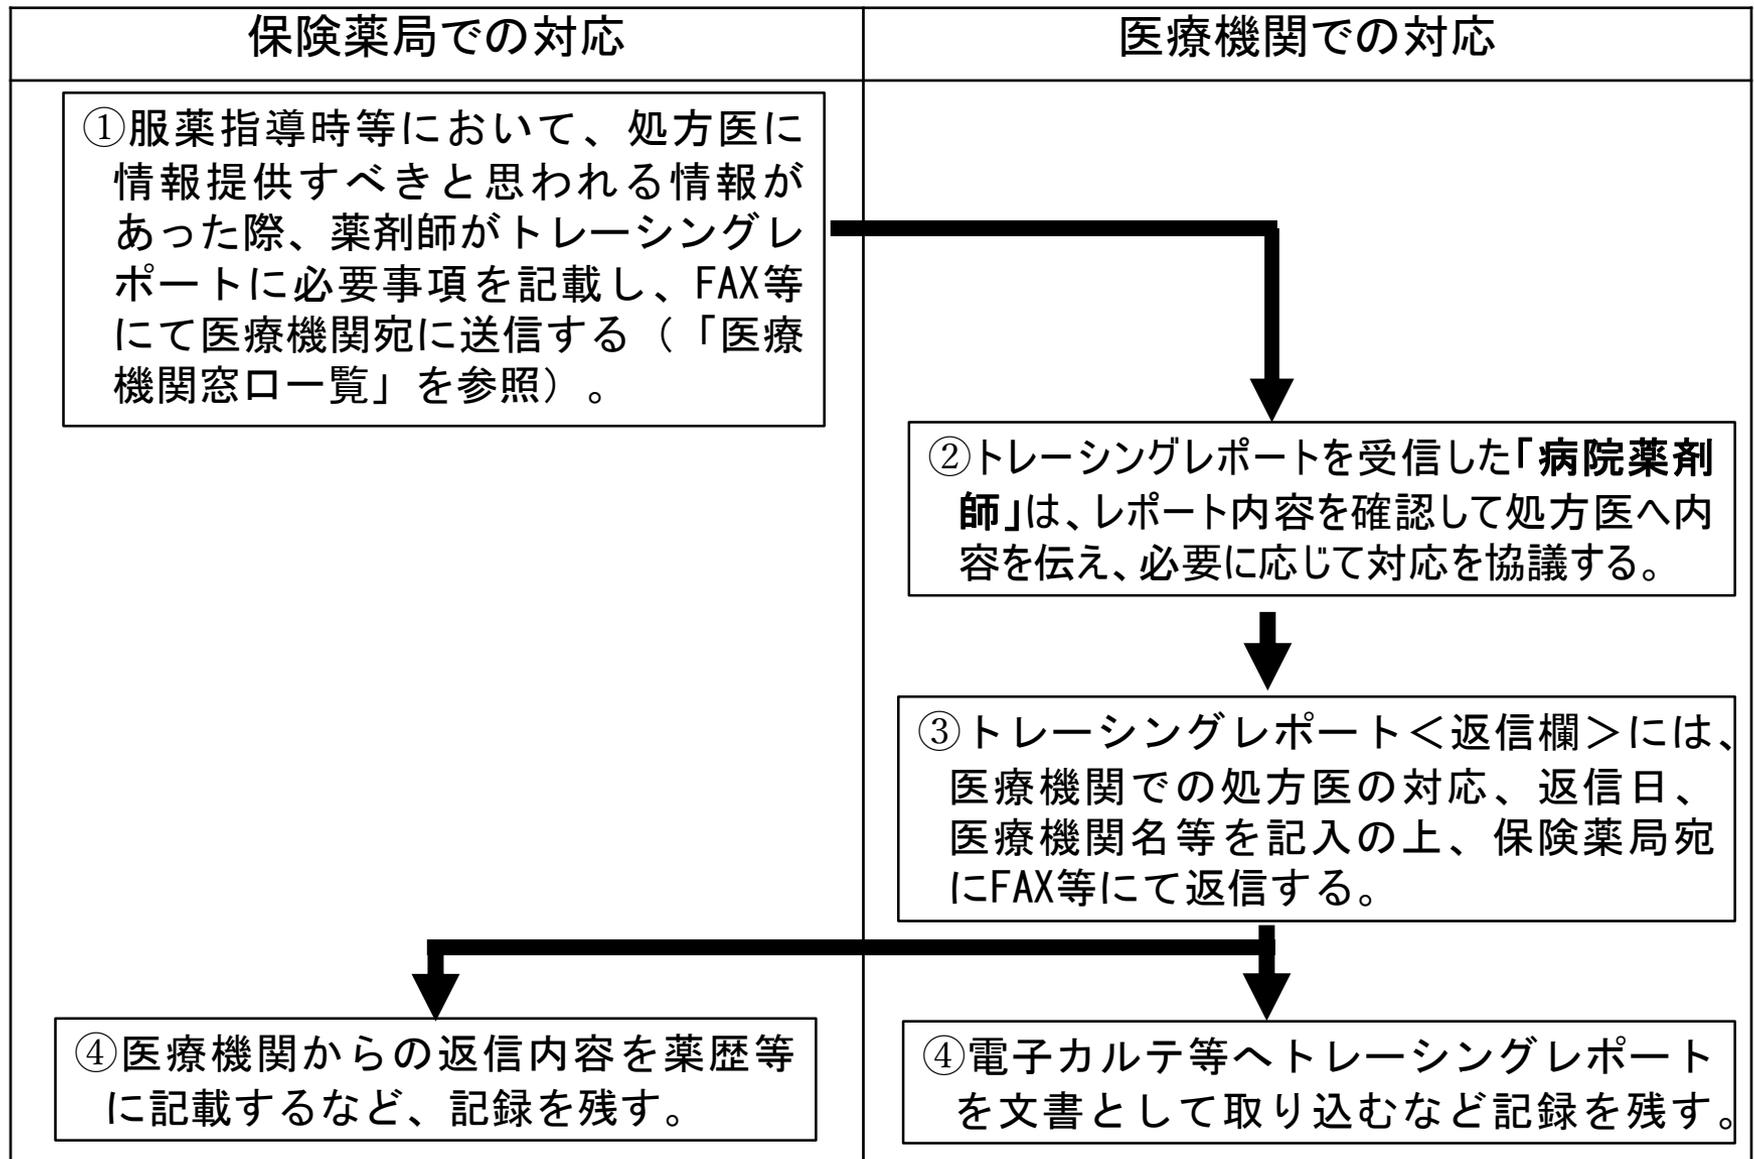 保険薬局での対応
医療機関での対応
①服薬指導時等において、処方医に
情報提供すべきと思われる情報が
あった際、薬剤師がトレーシングレ
ポートに必要事項を記載し、FAX等
にて医療機関宛に送信する（「医療
機関窓口一覧」を参照）。
②トレーシングレポートを受信した「病院薬剤
師」は、レポート内容を確認して処方医へ内
容を伝え、必要に応じて対応を協議する。
③トレーシングレポート＜返信欄＞には、
医療機関での処方医の対応、返信日、
医療機関名等を記入の上、保険薬局宛
にFAX等にて返信する。
④医療機関からの返信内容を薬歴等
に記載するなど、記録を残す。
④電子カルテ等へトレーシングレポート
を文書として取り込むなど記録を残す。